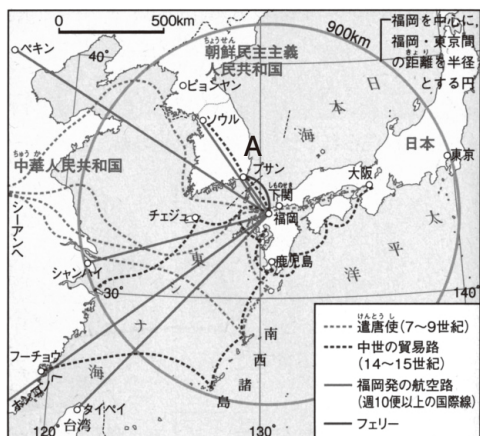 0 500km
900km
福岡を中心に,
福岡・東京間
の距離を半径
とする円
きょり
ペキン
40°
ちょうせん
朝鮮民主主義
人民共和国
ピョンヤン
ソウル
日本海
日本
東京
A
プサン
大阪
ちゅうか
中華人民共和国
しものせき
下関
福岡
チェジュ
シーアンへ
シャンハイ
鹿児島
太平洋
30°
140°
東シナ海
南西諸島
フーチョウ
ホンコンへ
タイペイ
台湾
120°
130°
けんとうし
遣唐使(7〜9世紀)
中世の貿易路
(14〜15世紀)
福岡発の航空路
(週10便以上の国際線)
フェリー